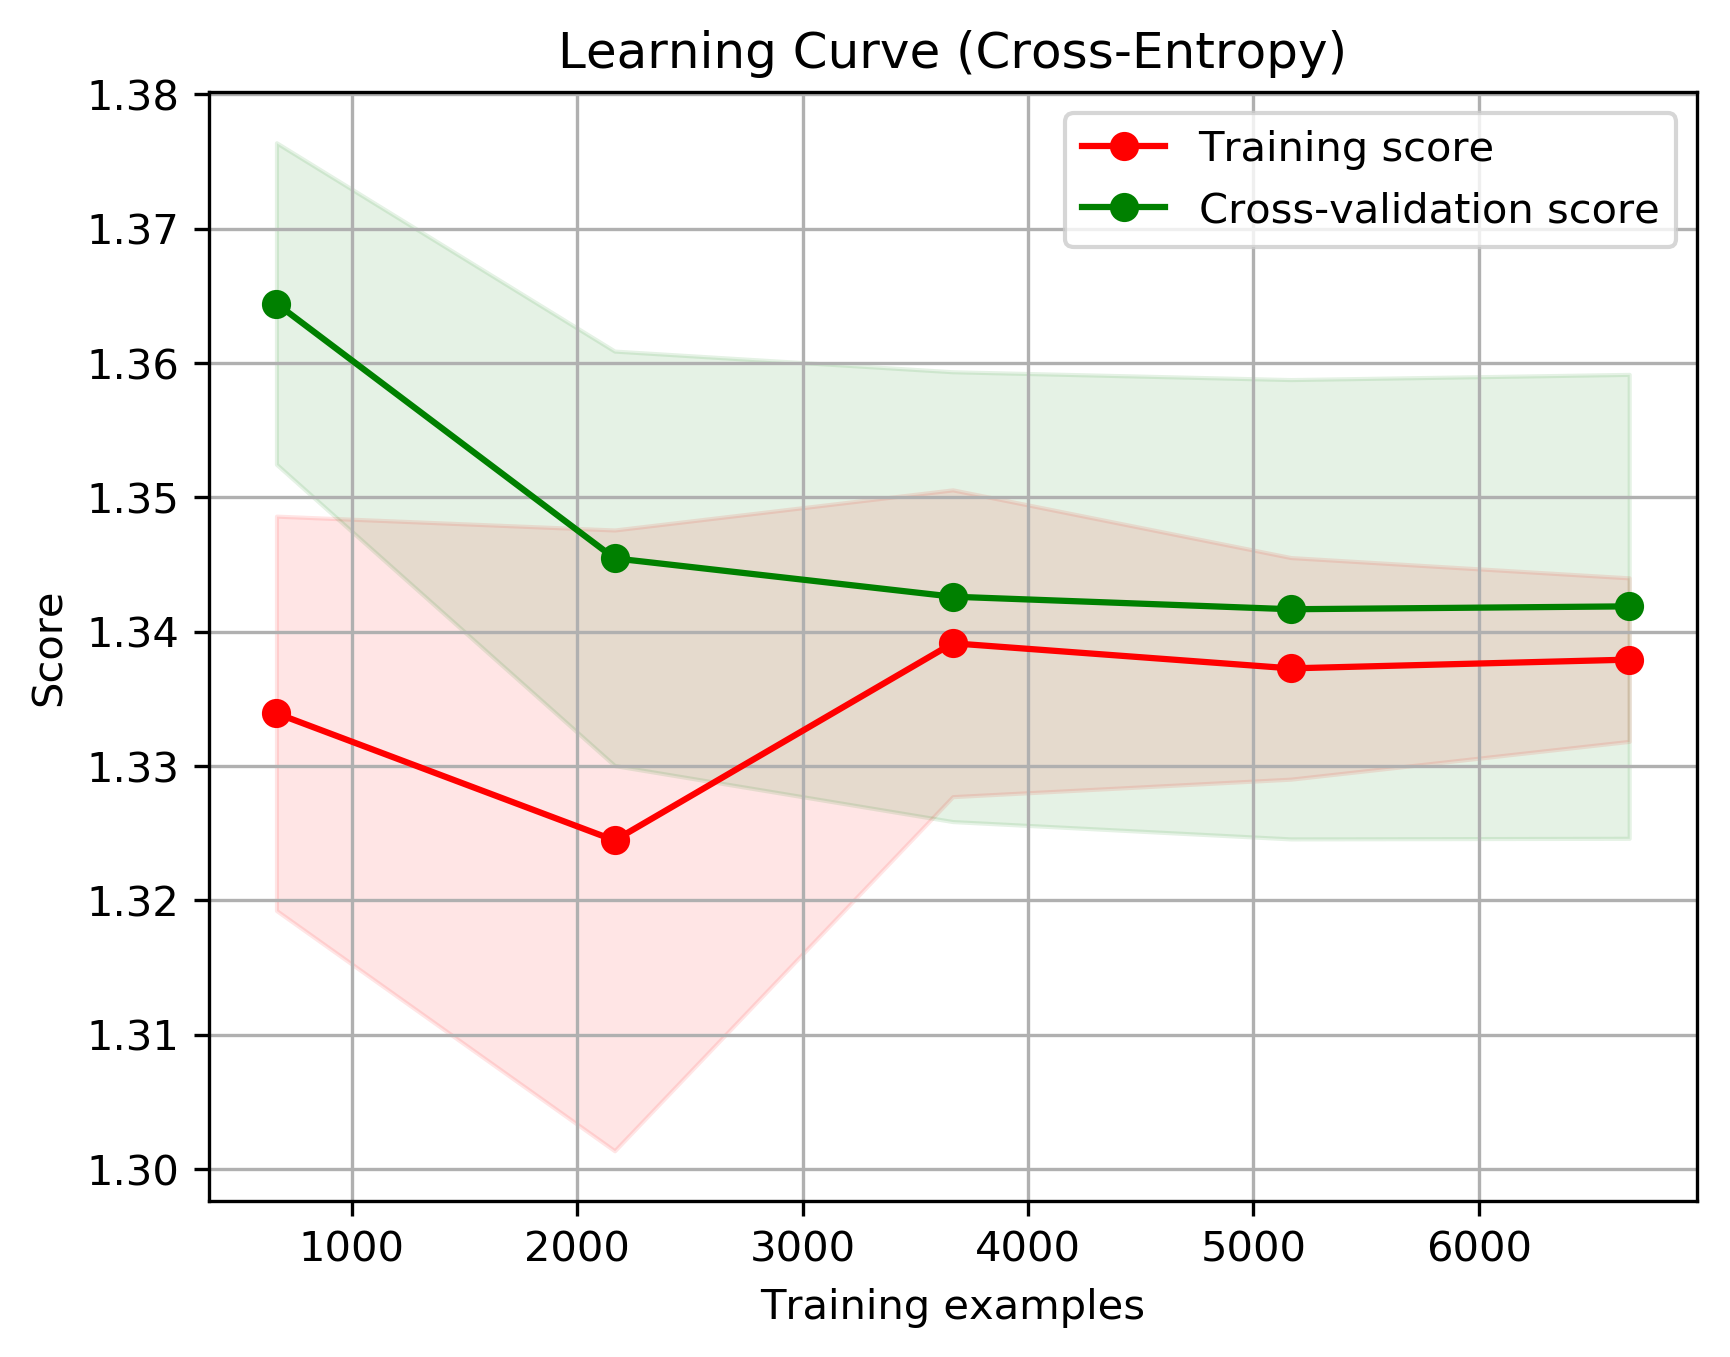 Learning Curve (Cross-Entropy)
1.38
1.37
1.36
1.35
1.34
1.33
1.32
1.31
1.30
Score
Training score
Cross-validation score
1000 2000 3000 4000 5000 6000
Training examples